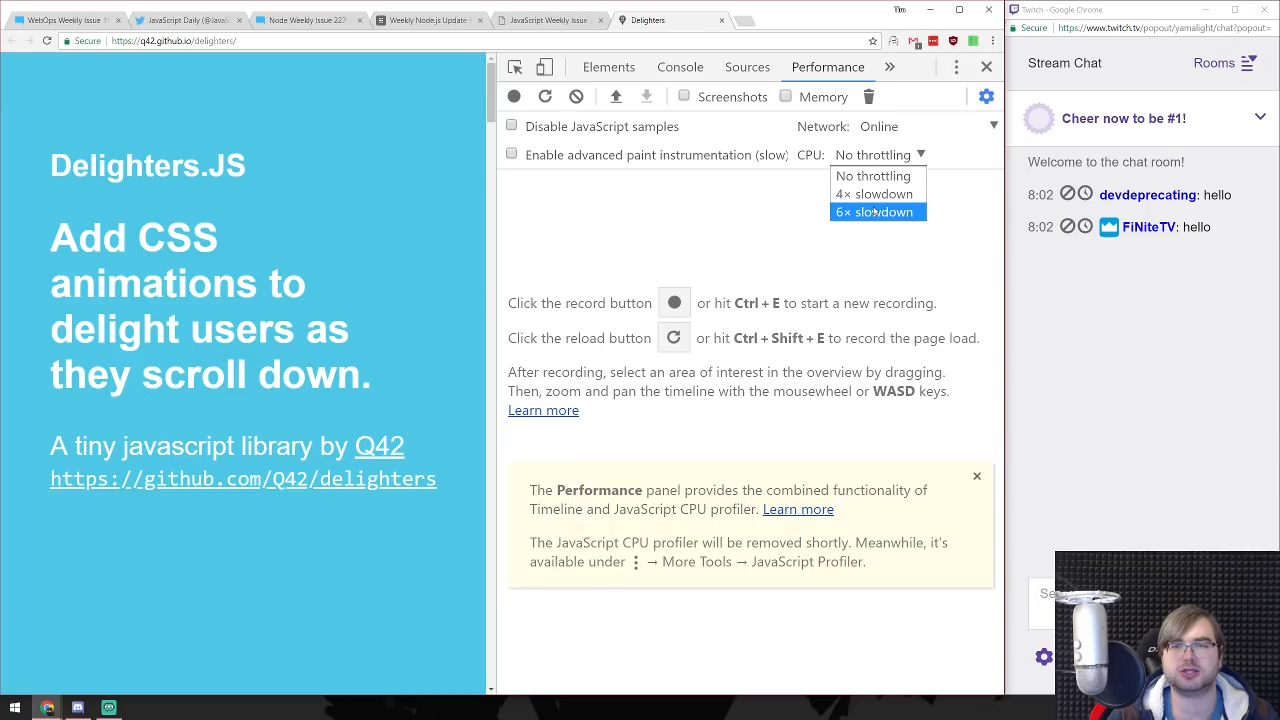 Tim
WebOps Weekly Issue
JavaScript Daily (@JavaS
Node Weekly Issue 227:
Weekly Node.js Update -
JavaScript Weekly Issue
Delighters
Secure
https://q42.github.io/delighters/
Delighters.JS
Add CSS
animations to
delight users as
they scroll down.
A tiny javascript library by Q42
https://github.com/Q42/delighters
Elements
Console
Sources
Performance
»
Screenshots
Memory
Disable JavaScript samples
Network: Online
Enable advanced paint instrumentation (slow)
CPU: No throttling
No throttling
4× slowdown
6× slowdown
Click the record button or hit Ctrl + E to start a new recording.
Click the reload button or hit Ctrl + Shift + E to record the page load.
After recording, select an area of interest in the overview by dragging.
Then, zoom and pan the timeline with the mousewheel or WASD keys.
Learn more
The Performance panel provides the combined functionality of
Timeline and JavaScript CPU profiler. Learn more
The JavaScript CPU profiler will be removed shortly. Meanwhile, it's
available under ⋮ → More Tools → JavaScript Profiler.
Twitch - Google Chrome
Secure
https://www.twitch.tv/popout/yamalight/chat?popout=
Stream Chat
Rooms
Cheer now to be #1!
Welcome to the chat room!
8:02 devdeprecating: hello
8:02 FiNiteTV: hello